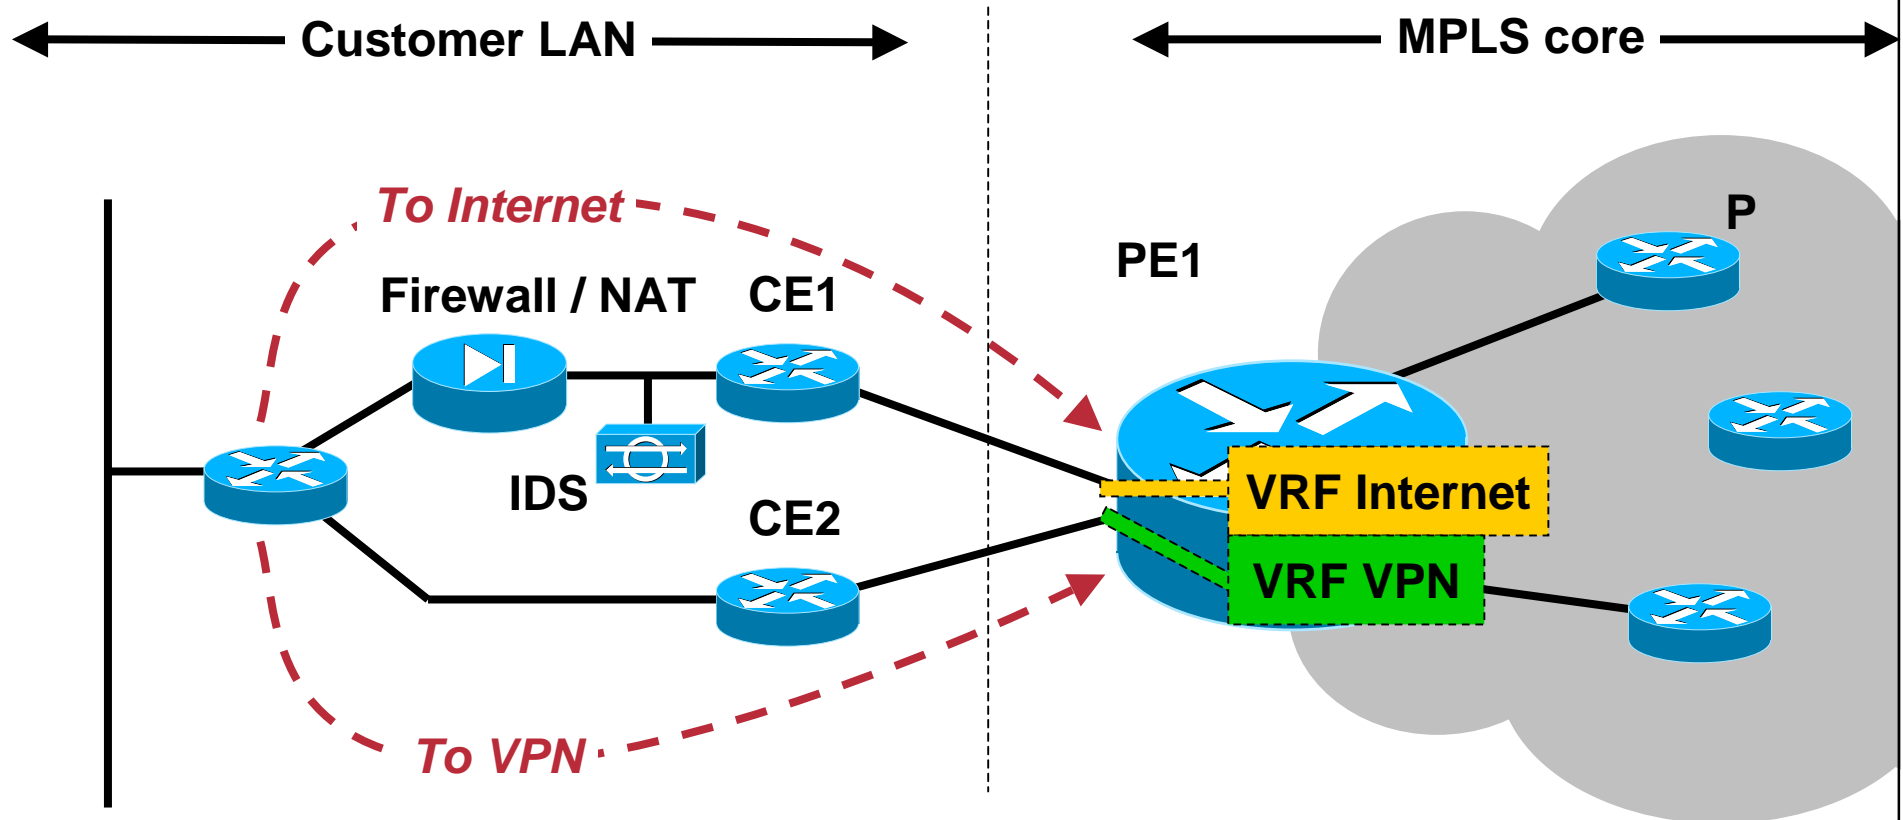 Customer LAN
MPLS core
To Internet
P
PE1
Firewall / NAT
CE1
IDS
VRF Internet
CE2
VRF VPN
To VPN